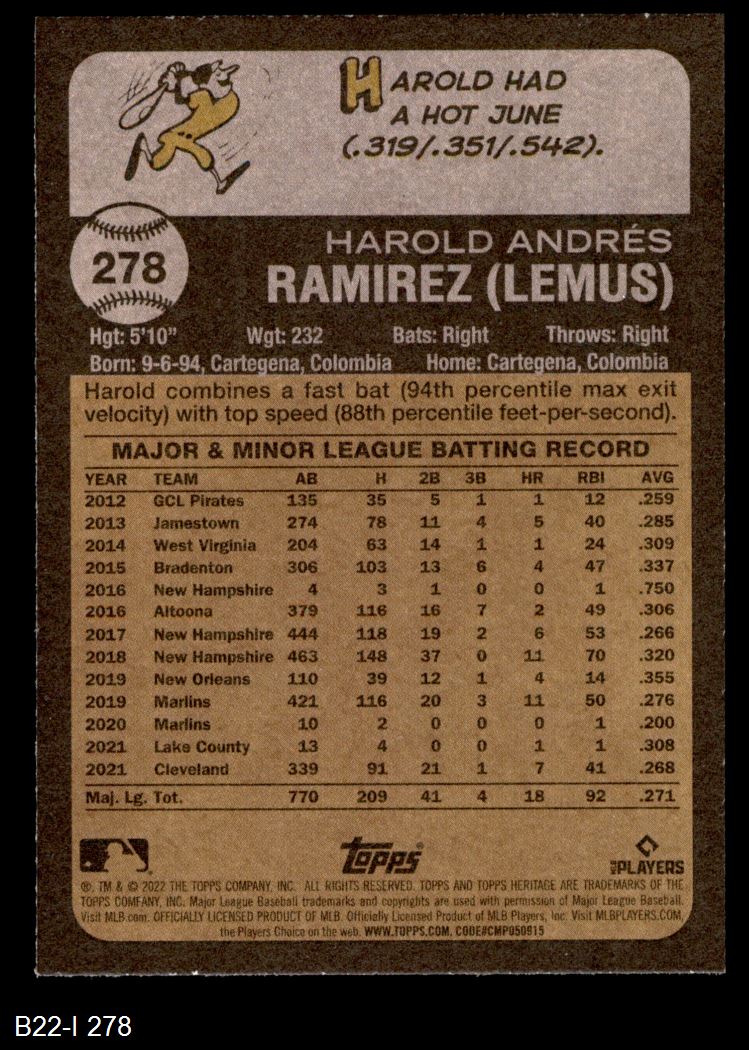 HAROLD HAD
A HOT JUNE
(.319/.351/.542).
278
HAROLD ANDRÉS
RAMIREZ (LEMUS)
Hgt: 5'10" Wgt: 232 Bats: Right Throws: Right
Born: 9-6-94, Cartegena, Colombia Home: Cartegena, Colombia
Harold combines a fast bat (94th percentile max exit
velocity) with top speed (88th percentile feet-per-second).
MAJOR & MINOR LEAGUE BATTING RECORD
YEAR TEAM AB H 2B 3B HR RBI AVG
2012 GCL Pirates 135 35 5 1 1 12 .259
2013 Jamestown 274 78 11 4 5 40 .285
2014 West Virginia 204 63 14 1 1 24 .309
2015 Bradenton 306 103 13 6 4 47 .337
2016 New Hampshire 4 3 1 0 0 1 .750
2016 Altoona 379 116 16 7 2 49 .306
2017 New Hampshire 444 118 19 2 6 53 .266
2018 New Hampshire 463 148 37 0 11 70 .320
2019 New Orleans 110 39 12 1 4 14 .355
2019 Marlins 421 116 20 3 11 50 .276
2020 Marlins 10 2 0 0 0 1 .200
2021 Lake County 13 4 0 0 1 1 .308
2021 Cleveland 339 91 21 1 7 41 .268
Maj. Lg. Tot. 770 209 41 4 18 92 .271
Topps
MLB PLAYERS
®, TM & © 2022 THE TOPPS COMPANY, INC. ALL RIGHTS RESERVED. TOPPS AND TOPPS HERITAGE ARE TRADEMARKS OF THE
TOPPS COMPANY, INC. Major League Baseball trademarks and copyrights are used with permission of Major League Baseball.
Visit MLB.com. OFFICIALLY LICENSED PRODUCT OF MLB. Officially Licensed Product of MLB Players, Inc. Visit MLBPLAYERS.COM,
the Players Choice on the web. WWW.TOPPS.COM. CODE#CMP050915
B22-I 278